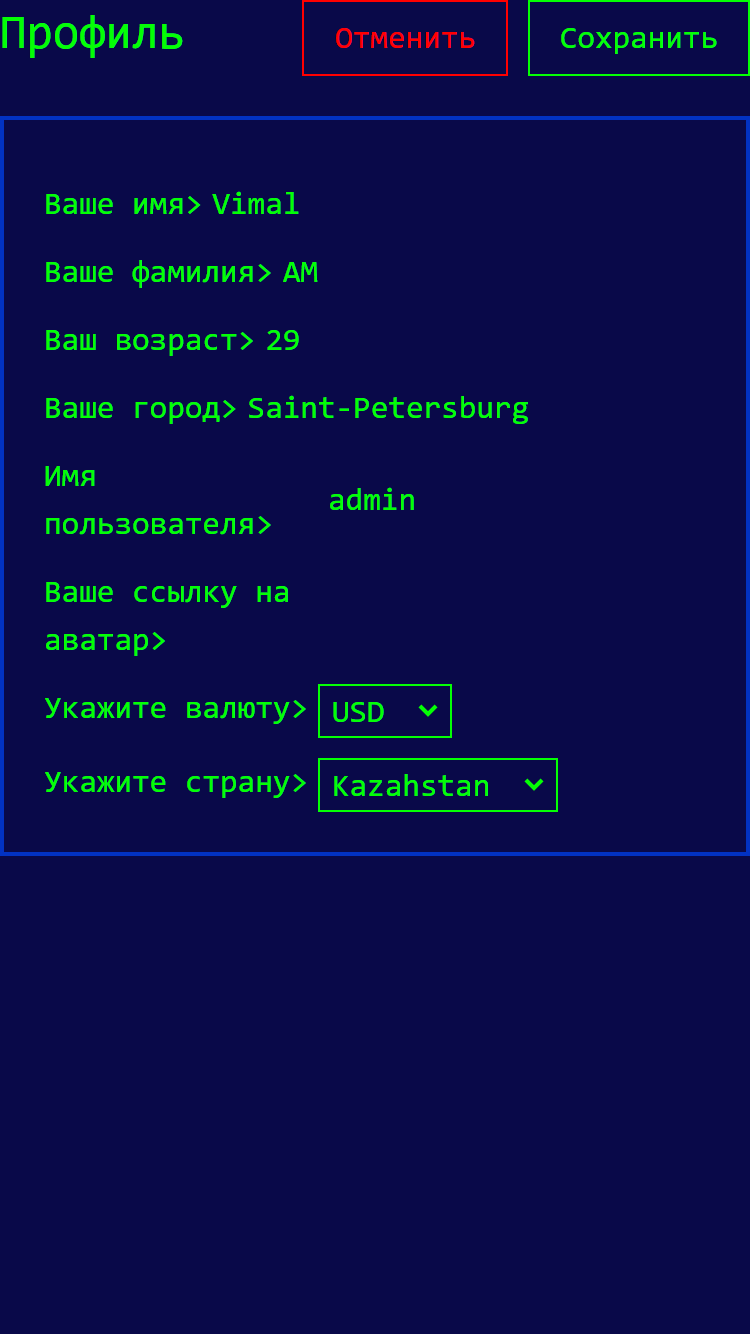 Профиль Отменить Сохранить
Ваше имя> Vimal
Ваше фамилия> AM
Ваш возраст> 29
Ваше город> Saint-Petersburg
Имя
пользователя> admin
Ваше ссылку на
аватар>
Укажите валюту> USD
Укажите страну> Kazahstan